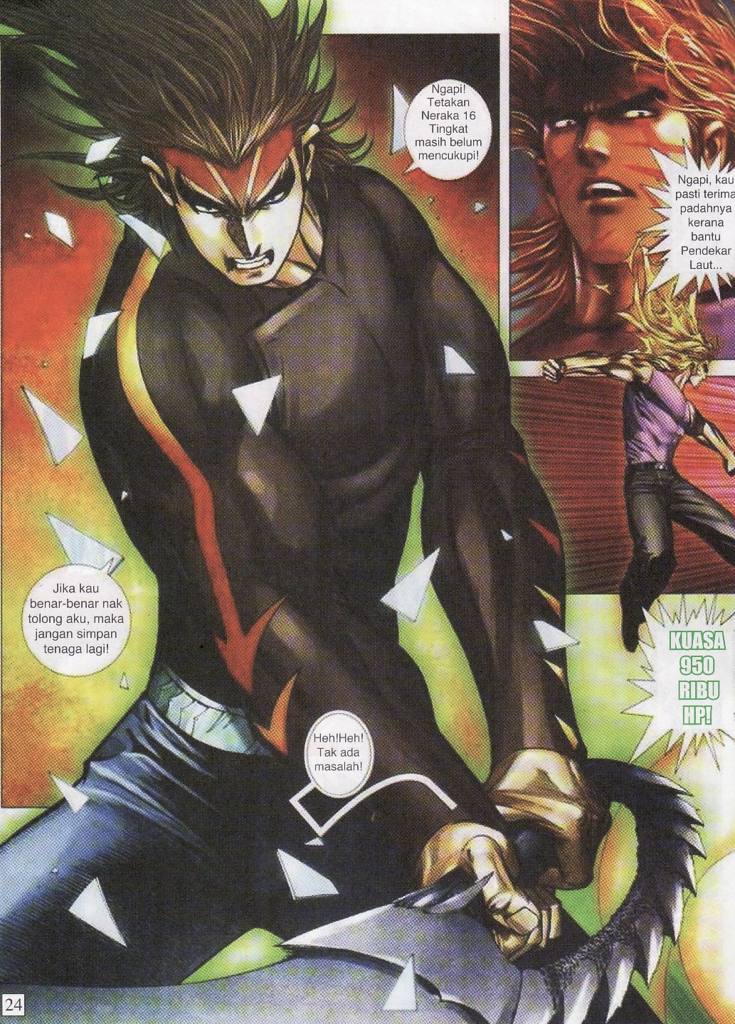 Ngapi!
Tetakan
Neraka 16
Tingkat
masih belum
mencukupi!
Ngapi, kau
pasti terima
padahnya
kerana
bantu
Pendekar
Laut...
Jika kau
benar-benar nak
tolong aku, maka
jangan simpan
tenaga lagi!
KUASA
950
RIBU
HP!
Heh!Heh!
Tak ada
masalah!
24